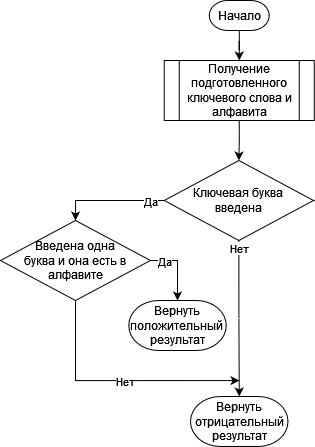 Начало
Получение
подготовленного
ключевого слова и
алфавита
Ключевая буква
введена
Да
Нет
Введена одна
буква и она есть в
алфавите
Да
Вернуть
положительный
результат
Нет
Вернуть
отрицательный
результат